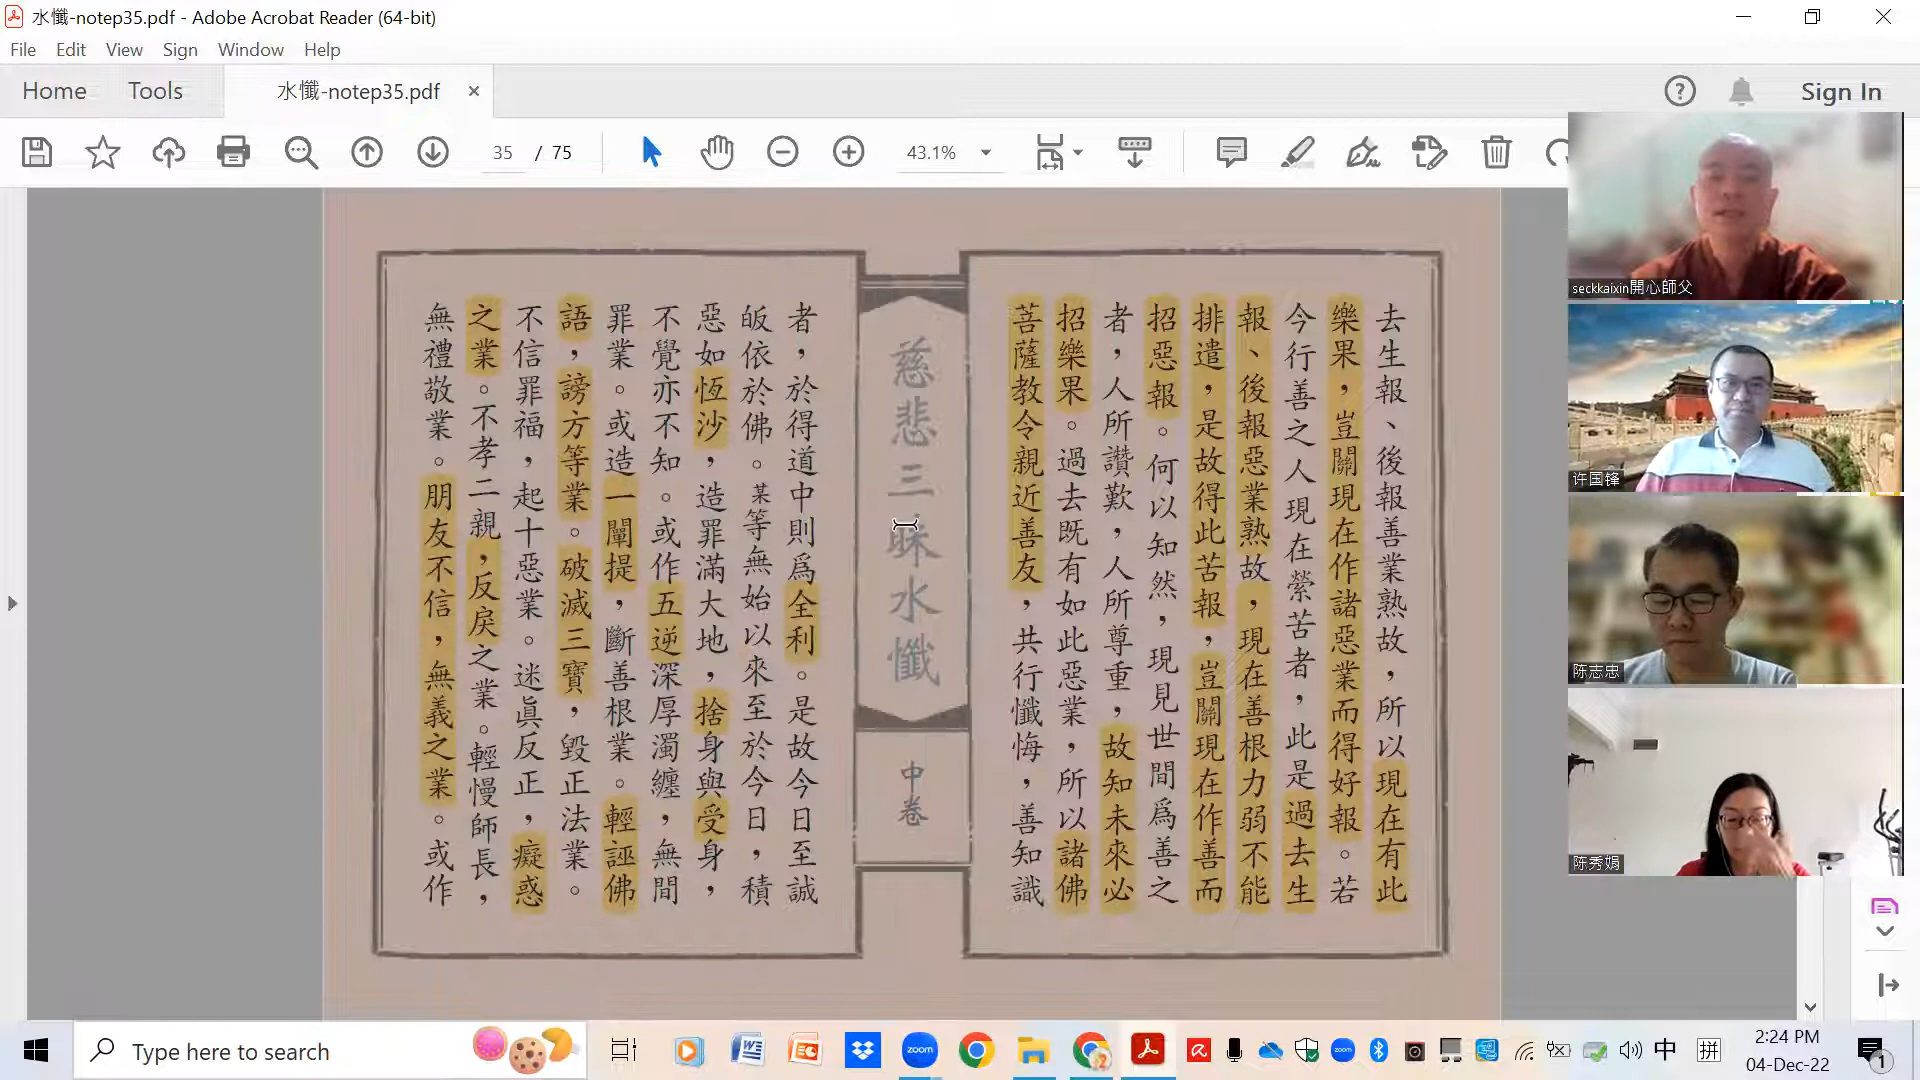 水懺-notep35.pdf - Adobe Acrobat Reader (64-bit)
File Edit View Sign Window Help
Home Tools 水懺-notep35.pdf × Sign In
35 / 75 43.1%
去生報、後報善業熟故，所以現在有此
樂果，豈關現在作諸惡業而得好報。若
今行善之人現在縈苦者，此是過去生
報、後報惡業熟故，現在善根力弱不能
排遣，是故得此苦報，豈關現在作善而
招惡報。何以知然，現見世間為善之
者，人所讚歎，人所尊重，故知未來必
招樂果。過去既有如此惡業，所以諸佛
菩薩教令親近善友，共行懺悔，善知識
慈悲三昧水懺
中卷
者，於得道中則爲全利。是故今日至誠
皈依於佛。某等無始以來至於今日，積
惡如恆沙，造罪滿大地，捨身與受身，
不覺亦不知。或作五逆深厚濁纏，無間
罪業。或造一闡提，斷善根業。輕誣佛
語，謗方等業。破滅三寶，毀正法業。
不信罪福，起十惡業。迷眞反正，癡惑
之業。不孝二親，反戾之業。輕慢師長，
無禮敬業。朋友不信，無義之業。或作
seckkaixin開心師父
许国锋
陈志忠
陈秀娟
Type here to search
zoom
中
拼
2:24 PM
04-Dec-22
1